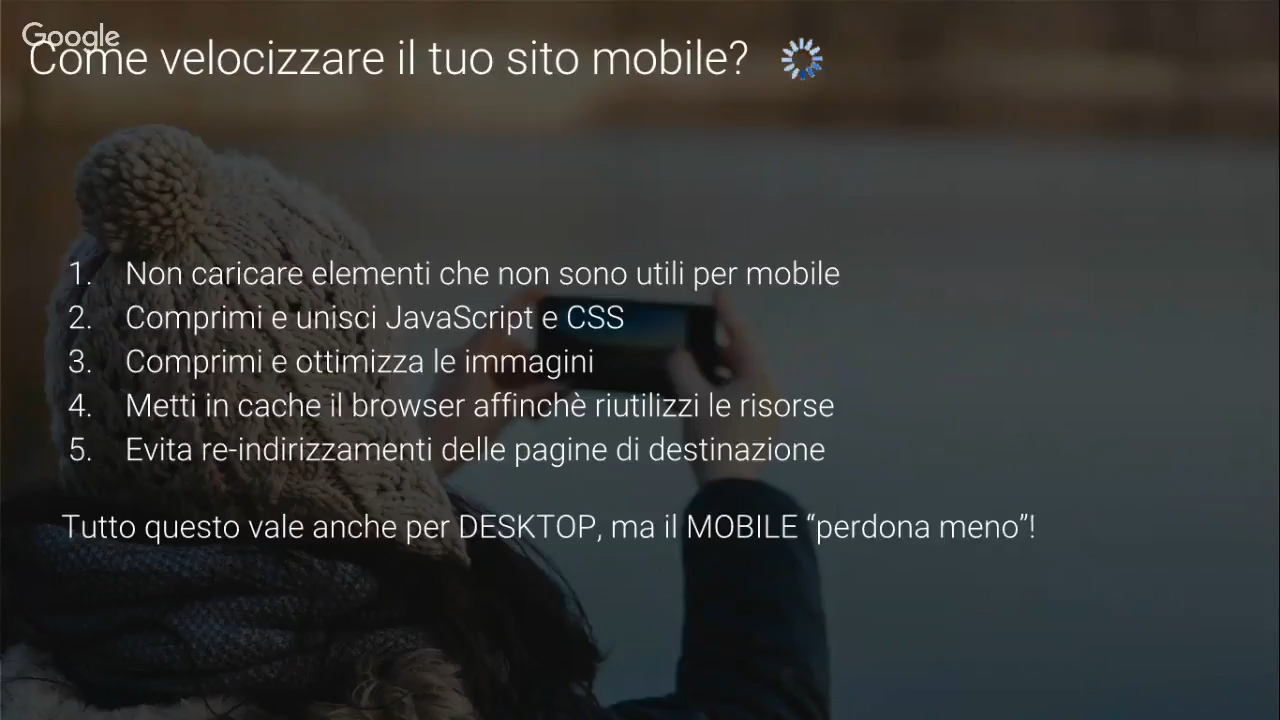 Google
Come velocizzare il tuo sito mobile?
1. Non caricare elementi che non sono utili per mobile
2. Comprimi e unisci JavaScript e CSS
3. Comprimi e ottimizza le immagini
4. Metti in cache il browser affinchè riutilizzi le risorse
5. Evita re-indirizzamenti delle pagine di destinazione
Tutto questo vale anche per DESKTOP, ma il MOBILE “perdona meno”!